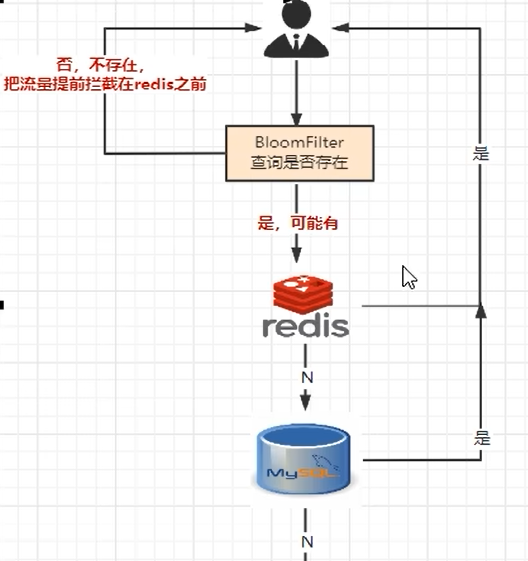 否，不存住，
把流量提前拦截在redis之前
BloomFilter
查询是否存在
是
是，可能有
redis
N
是
MySQL
N